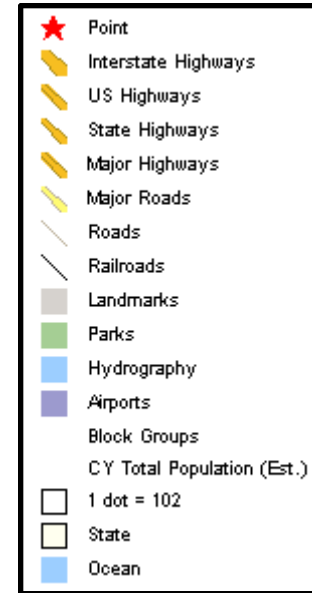 Point
Interstate Highways
US Highways
State Highways
Major Highways
Major Roads
Roads
Railroads
Landmarks
Parks
Hydrography
Airports
Block Groups
CY Total Population (Est.)
1 dot = 102
State
Ocean